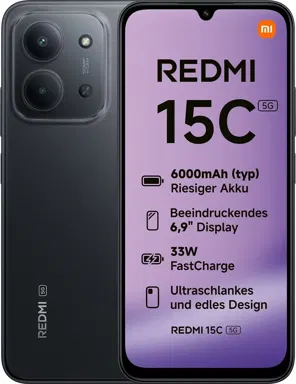 REDMI
15C 5G
6000mAh (typ)
Riesiger Akku
Beeindruckendes
6,9" Display
33W
FastCharge
Ultraschlankes
und edles Design
REDMI 15C 5G
REDMI 5G